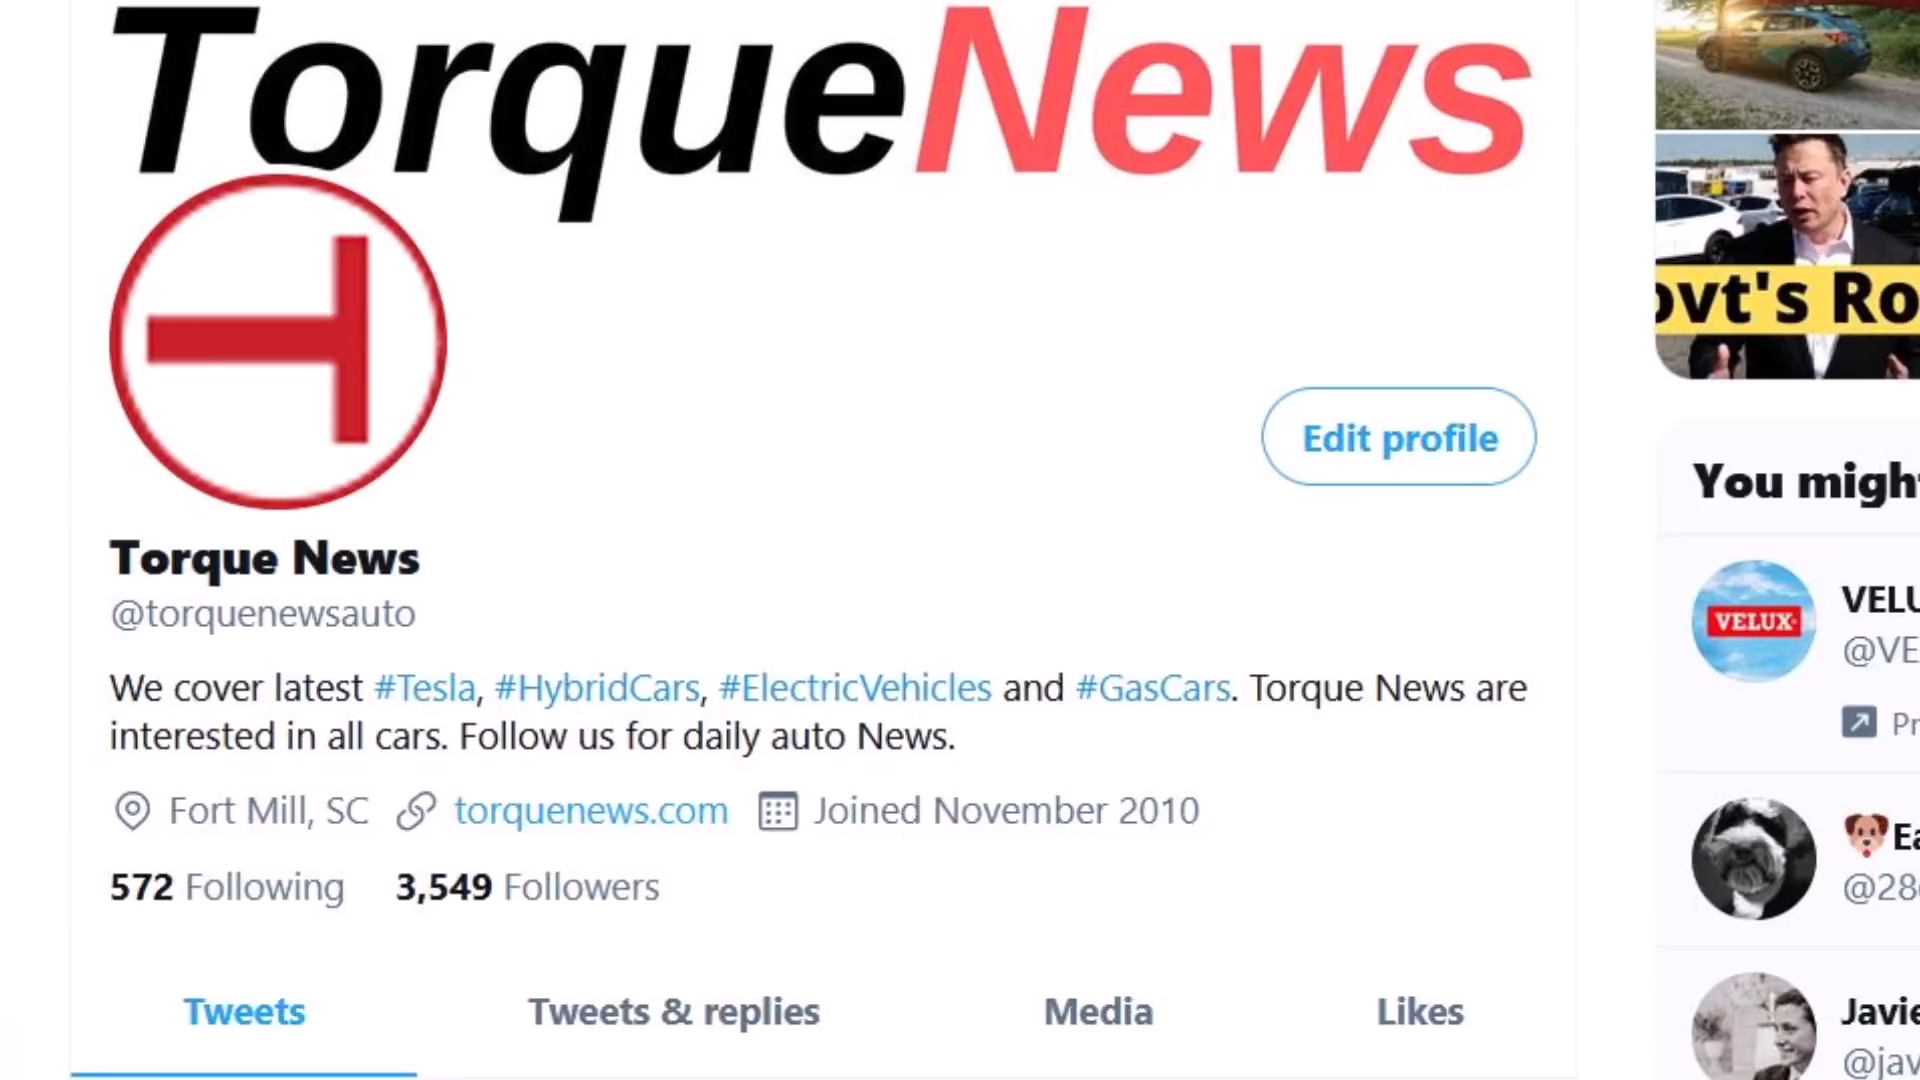 TorqueNews
T
Edit profile
Torque News
@torquenewsauto
We cover latest #Tesla, #HybridCars, #ElectricVehicles and #GasCars. Torque News are
interested in all cars. Follow us for daily auto News.
Fort Mill, SC torquenews.com Joined November 2010
572 Following 3,549 Followers
Tweets Tweets & replies Media Likes
ovt's Ro
You migh
VELUX
VELU
@VE
Pr
Ea
@28
Javie
@jav